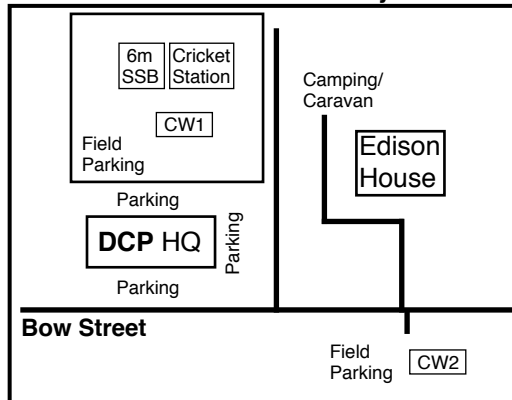 6m
SSB
Cricket
Station
CW1
Field
Parking
Camping/
Caravan
Edison
House
Parking
DCP HQ
Parking
Parking
Bow Street
Field
Parking
CW2